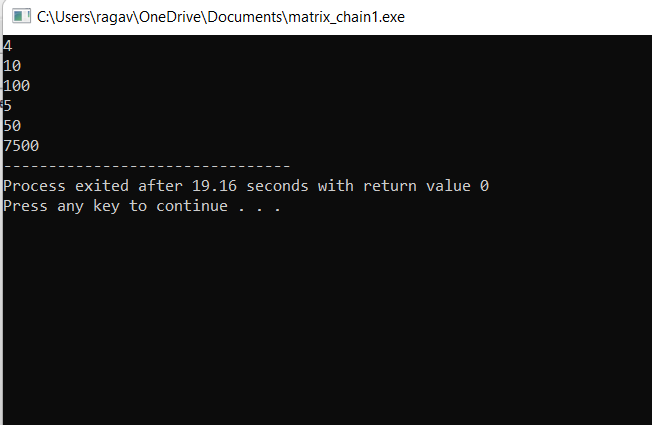 C:\Users\ragav\OneDrive\Documents\matrix_chain1.exe
4
10
100
5
50
7500
--------------------------------
Process exited after 19.16 seconds with return value 0
Press any key to continue . . .